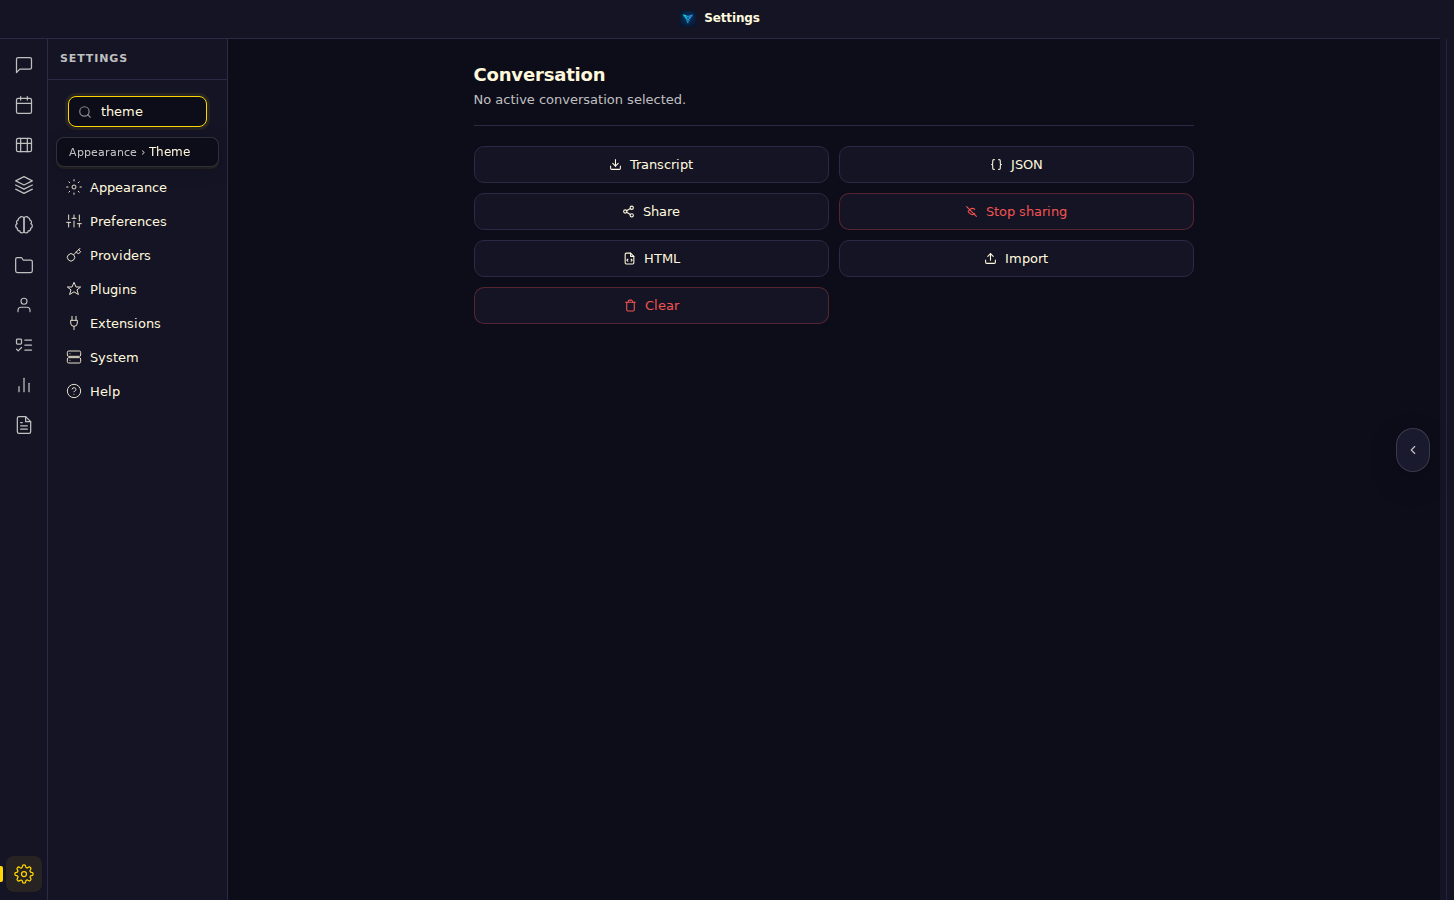 Settings
SETTINGS
theme
Appearance › Theme
Appearance
Preferences
Providers
Plugins
Extensions
System
Help
Conversation
No active conversation selected.
Transcript
JSON
Share
Stop sharing
HTML
Import
Clear